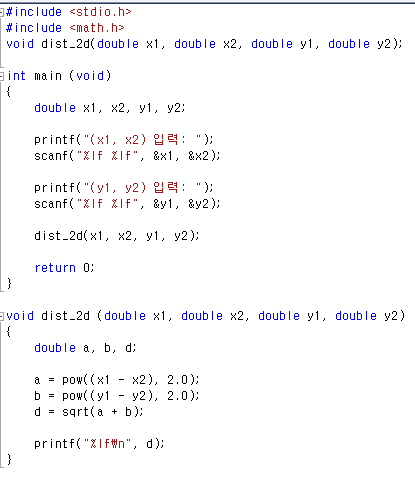 #include <stdio.h>
#include <math.h>
void dist_2d(double x1, double x2, double y1, double y2);
int main (void)
{
double x1, x2, y1, y2;
printf("(x1, x2) 입력: ");
scanf("%lf %lf", &x1, &x2);
printf("(y1, y2) 입력: ");
scanf("%lf %lf", &y1, &y2);
dist_2d(x1, x2, y1, y2);
return 0;
}
void dist_2d (double x1, double x2, double y1, double y2)
{
double a, b, d;
a = pow((x1 - x2), 2.0);
b = pow((y1 - y2), 2.0);
d = sqrt(a + b);
printf("%lf₩n", d);
}